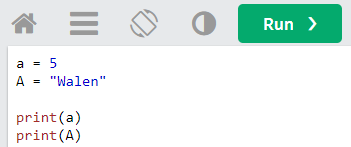 Run ❯
a = 5
A = "Walen"

print(a)
print(A)